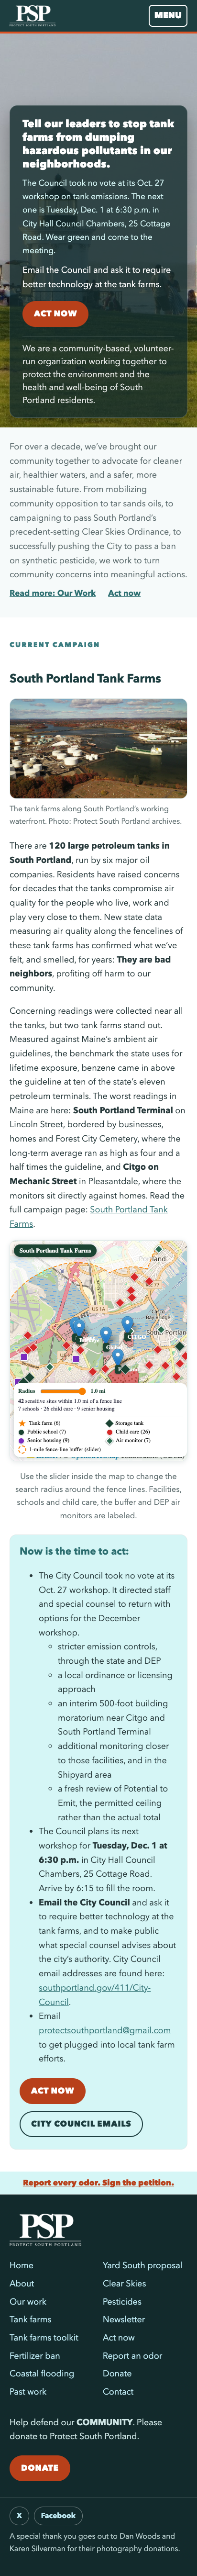 PSP
PROTECT SOUTH PORTLAND
MENU
Tell our leaders to stop tank
farms from dumping
hazardous pollutants in our
neighborhoods.
The Council took no vote at its Oct. 27
workshop on tank emissions. The next
one is Tuesday, Dec. 1 at 6:30 p.m. in
City Hall Council Chambers, 25 Cottage
Road. Wear green and come to the
meeting.
Email the Council and ask it to require
better technology at the tank farms.
ACT NOW
We are a community-based, volunteer-
run organization working together to
protect the environment and the
health and well-being of South
Portland residents.
For over a decade, we've brought our
community together to advocate for cleaner
air, healthier waters, and a safer, more
sustainable future. From mobilizing
community opposition to tar sands oil, to
campaigning to pass South Portland's
precedent-setting Clear Skies Ordinance, to
successfully pushing the City to pass a ban
on synthetic pesticide, we work to turn
community concerns into meaningful actions.
Read more: Our Work Act now
CURRENT CAMPAIGN
South Portland Tank Farms
The tank farms along South Portland's working
waterfront. Photo: Protect South Portland archives.
There are 120 large petroleum tanks in
South Portland, run by six major oil
companies. Residents have raised concerns
for decades that the tanks compromise air
quality for the people who live, work and
play very close to them. New state data
measuring air quality along the fencelines of
these tank farms has confirmed what we've
felt, and smelled, for years: They are bad
neighbors, profiting off harm to our
community.
Concerning readings were collected near all
the tanks, but two tank farms stand out.
Measured against Maine's ambient air
guidelines, the benchmark the state uses for
lifetime exposure, benzene came in above
the guideline at ten of the state's eleven
petroleum terminals. The worst readings in
Maine are here: South Portland Terminal on
Lincoln Street, bordered by businesses,
homes and Forest City Cemetery, where the
long-term average ran as high as four and a
half times the guideline, and Citgo on
Mechanic Street in Pleasantdale, where the
monitors sit directly against homes. Read the
full campaign page: South Portland Tank
Farms.
South Portland Tank Farms
Portland
US 1A
Radius 1.0 mi
42 sensitive sites within 1.0 mi of a fence line
7 schools · 26 child care · 9 senior housing
Tank farm (6) Storage tank
Public school (7) Child care (26)
Senior housing (9) Air monitor (7)
1-mile fence-line buffer (slider)
Use the slider inside the map to change the
search radius around the fence lines. Facilities,
schools and child care, the buffer and DEP air
monitors are labeled.
Now is the time to act:
The City Council took no vote at its
Oct. 27 workshop. It directed staff
and special counsel to return with
options for the December
workshop.
stricter emission controls,
through the state and DEP
a local ordinance or licensing
approach
an interim 500-foot building
moratorium near Citgo and
South Portland Terminal
additional monitoring closer
to those facilities, and in the
Shipyard area
a fresh review of Potential to
Emit, the permitted ceiling
rather than the actual total
The Council plans its next
workshop for Tuesday, Dec. 1 at
6:30 p.m. in City Hall Council
Chambers, 25 Cottage Road.
Arrive by 6:15 to fill the room.
Email the City Council and ask it
to require better technology at the
tank farms, and to make public
what special counsel advises about
the city's authority. City Council
email addresses are found here:
southportland.gov/411/City-
Council.
Email
protectsouthportland@gmail.com
to get plugged into local tank farm
efforts.
ACT NOW
CITY COUNCIL EMAILS
Report every odor. Sign the petition.
PSP
PROTECT SOUTH PORTLAND
Home Yard South proposal
About Clear Skies
Our work Pesticides
Tank farms Newsletter
Tank farms toolkit Act now
Fertilizer ban Report an odor
Coastal flooding Donate
Past work Contact
Help defend our COMMUNITY. Please
donate to Protect South Portland.
DONATE
X Facebook
A special thank you goes out to Dan Woods and
Karen Silverman for their photography donations.